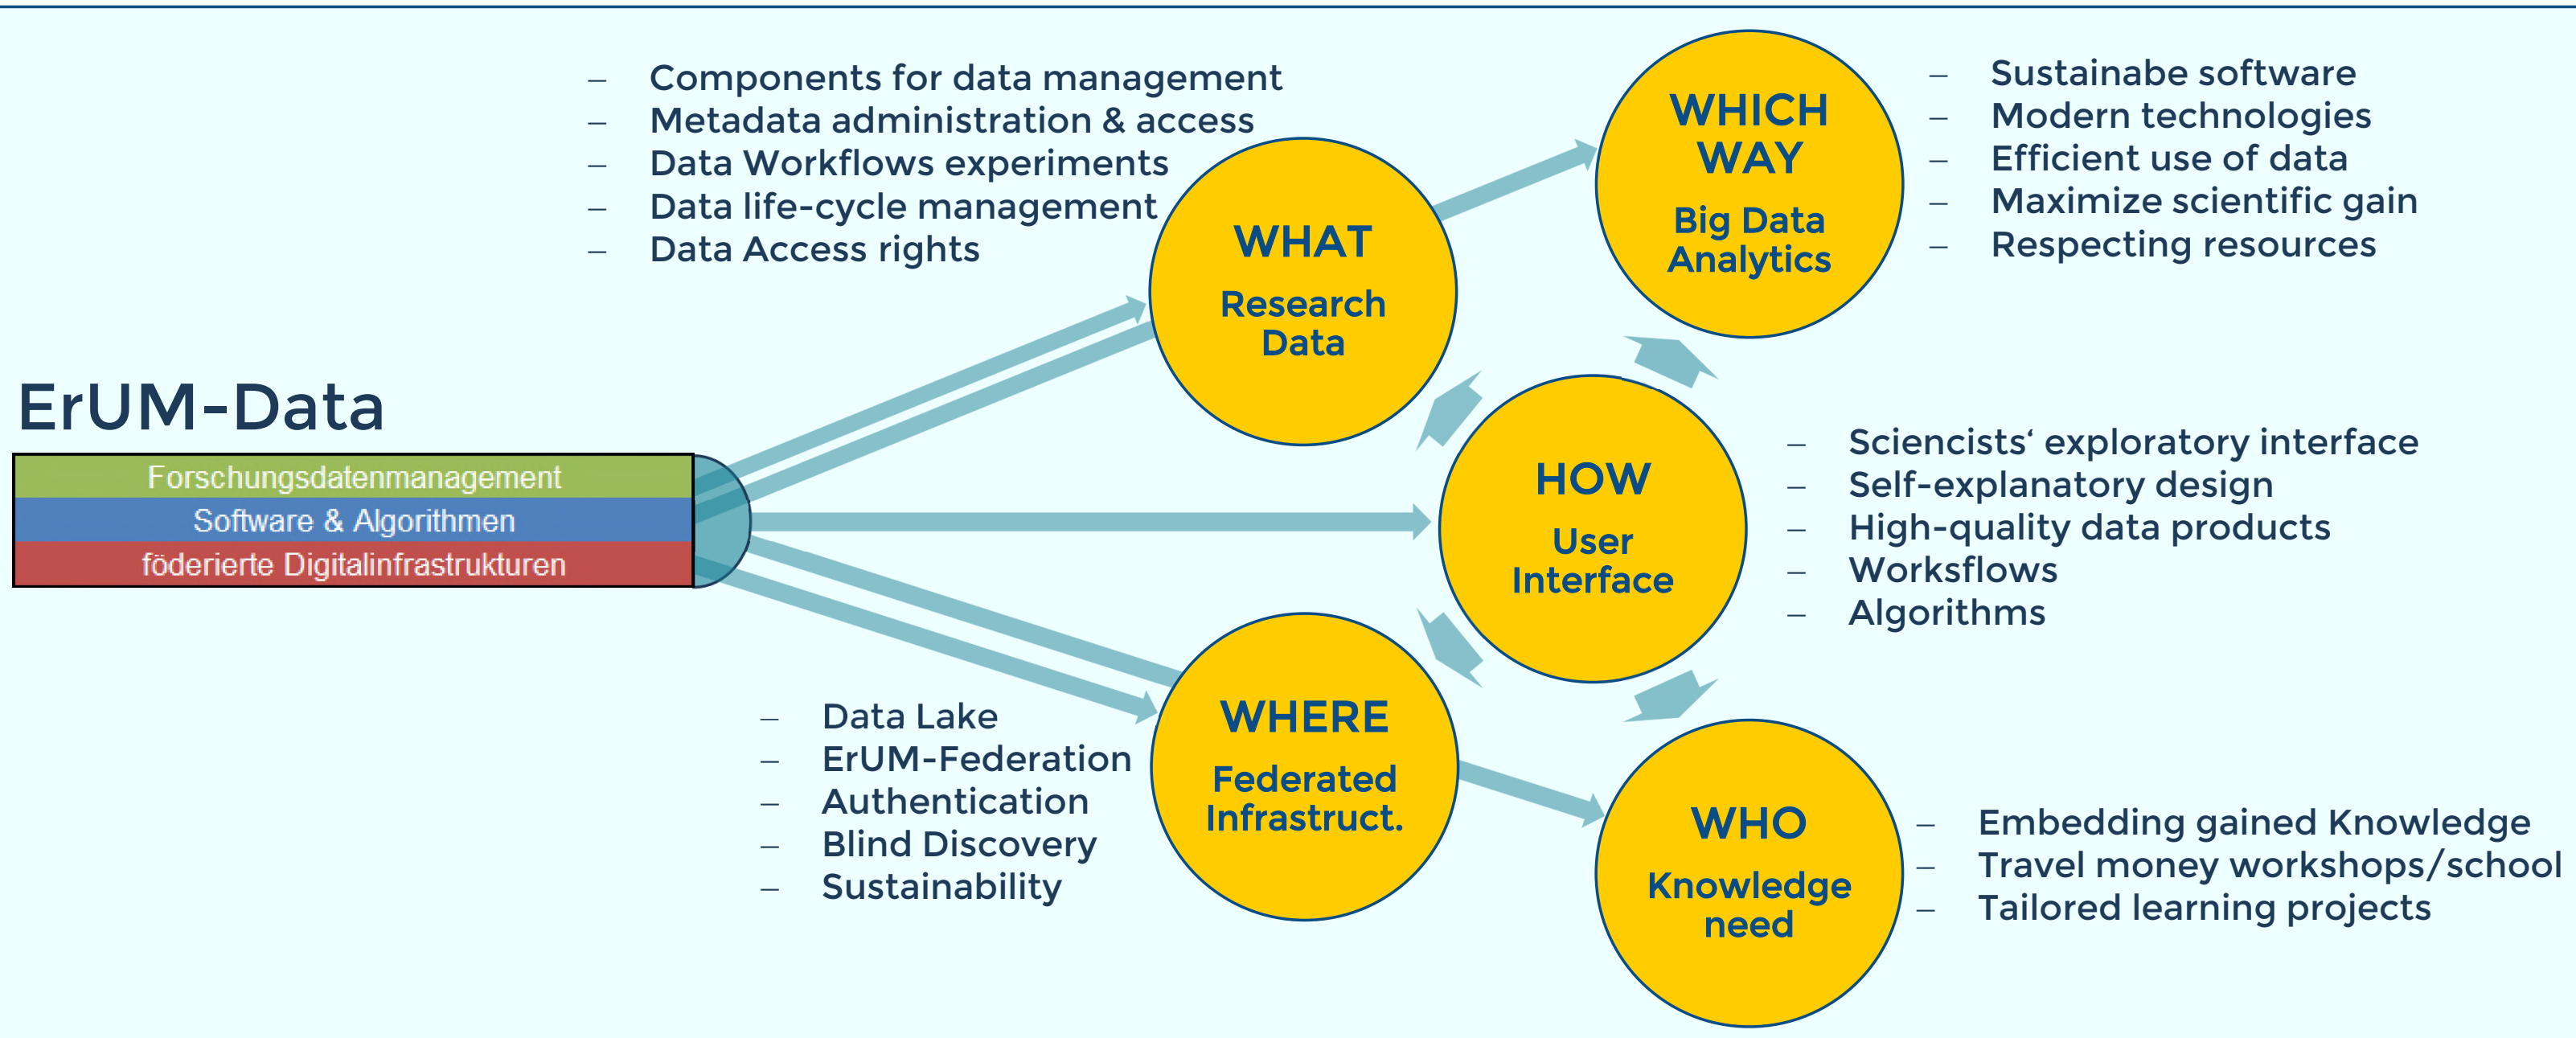 – Components for data management
– Metadata administration & access
– Data Workflows experiments
– Data life-cycle management
– Data Access rights
WHAT
Research
Data
WHICH
WAY
Big Data
Analytics
– Sustainabe software
– Modern technologies
– Efficient use of data
– Maximize scientific gain
– Respecting resources
ErUM-Data
Forschungsdatenmanagement
Software & Algorithmen
föderierte Digitalinfrastrukturen
HOW
User
Interface
– Sciencists‘ exploratory interface
– Self-explanatory design
– High-quality data products
– Worksflows
– Algorithms
– Data Lake
– ErUM-Federation
– Authentication
– Blind Discovery
– Sustainability
WHERE
Federated
Infrastruct.
WHO
Knowledge
need
– Embedding gained Knowledge
– Travel money workshops/school
– Tailored learning projects